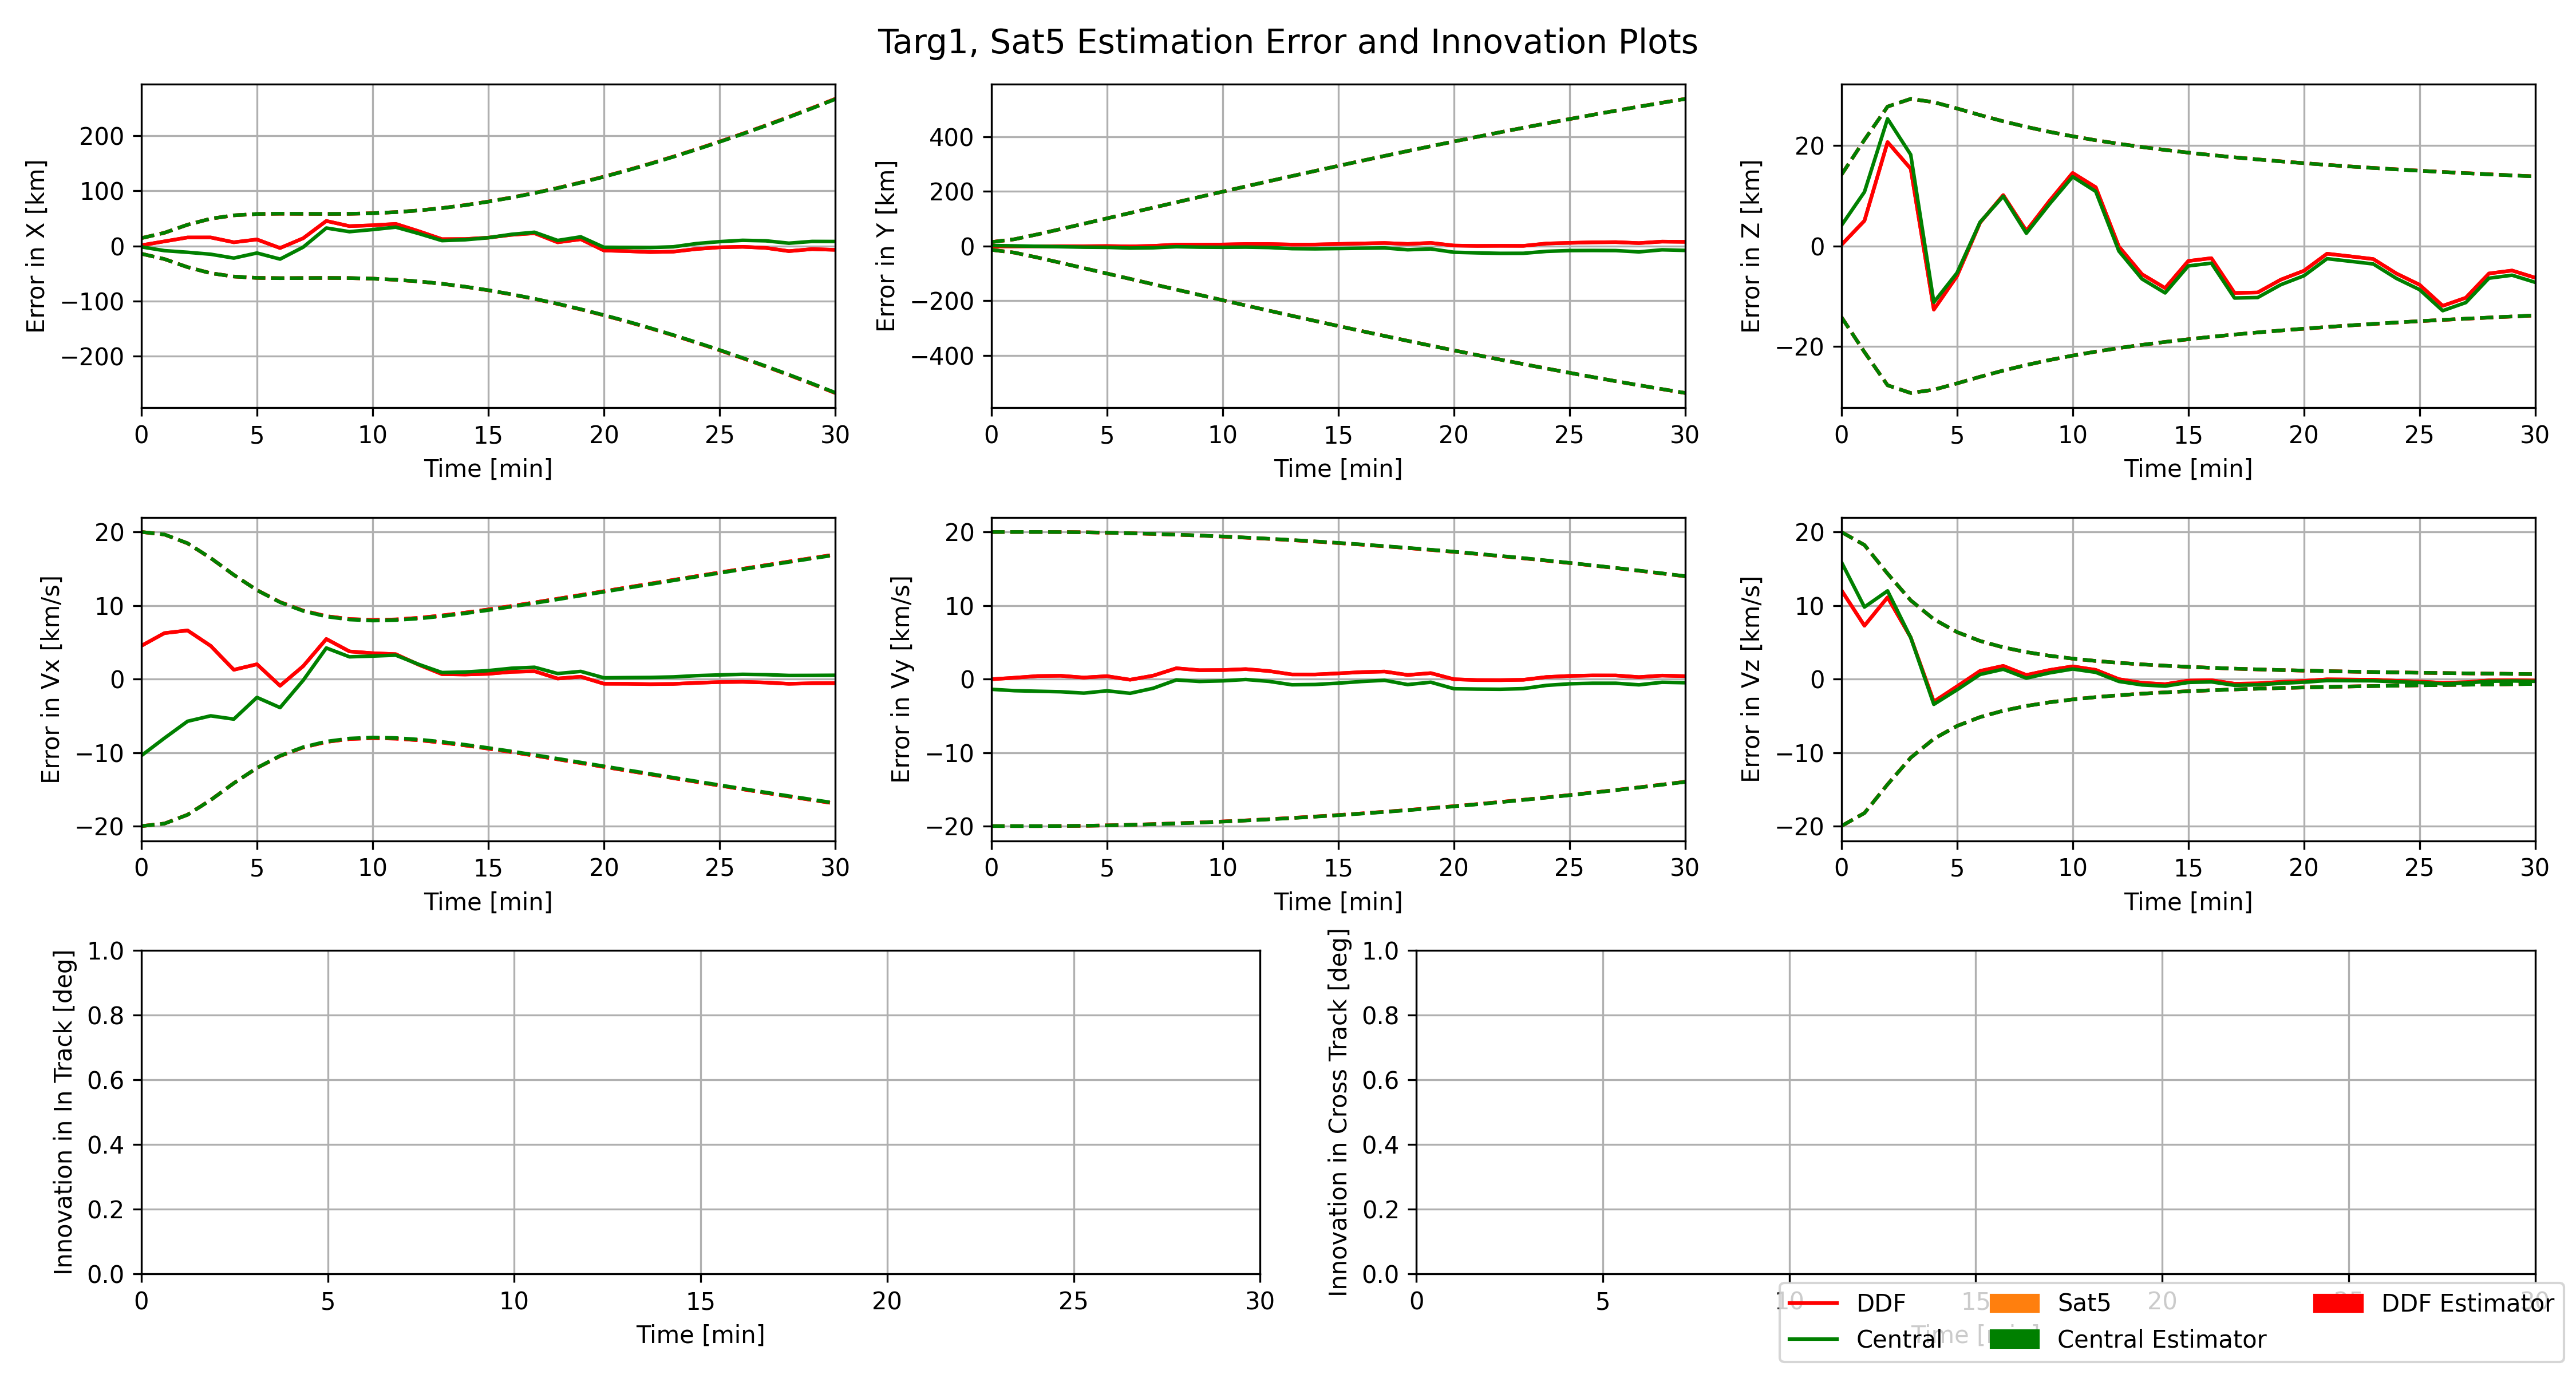 Targ1, Sat5 Estimation Error and Innovation Plots
Error in X [km]
200
100
0
−100
−200
0 5 10 15 20 25 30
Time [min]
Error in Y [km]
400
200
0
−200
−400
0 5 10 15 20 25 30
Time [min]
Error in Z [km]
20
0
−20
0 5 10 15 20 25 30
Time [min]
Error in Vx [km/s]
20
10
0
−10
−20
0 5 10 15 20 25 30
Time [min]
Error in Vy [km/s]
20
10
0
−10
−20
0 5 10 15 20 25 30
Time [min]
Error in Vz [km/s]
20
10
0
−10
−20
0 5 10 15 20 25 30
Time [min]
Innovation in In Track [deg]
1.0
0.8
0.6
0.4
0.2
0.0
0 5 10 15 20 25 30
Time [min]
Innovation in Cross Track [deg]
1.0
0.8
0.6
0.4
0.2
0.0
0 5 10 15 20
Time [
DDF Sat5 DDF Estimator
Central Central Estimator